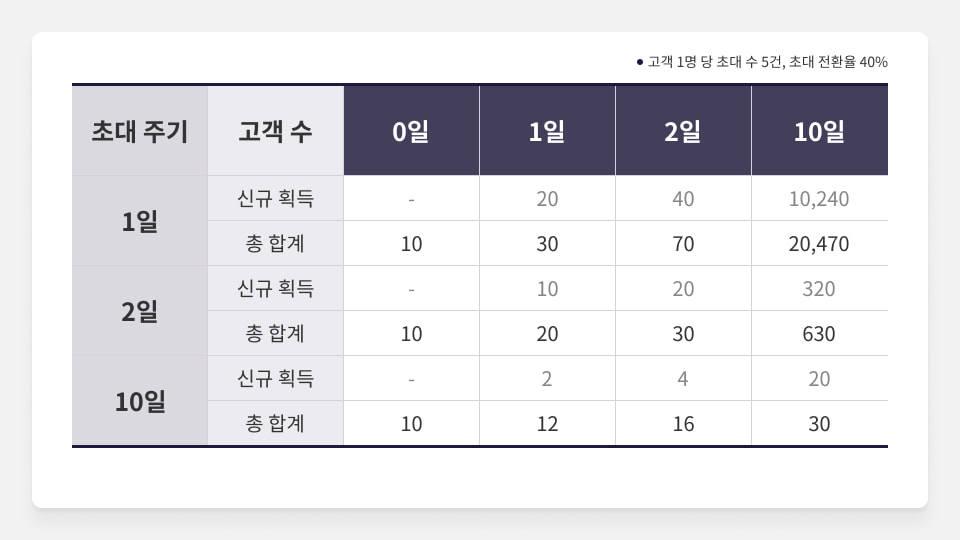 • 고객 1명 당 초대 수 5건, 초대 전환율 40%
초대 주기 고객 수 0일 1일 2일 10일
1일 신규 획득 - 20 40 10,240
총 합계 10 30 70 20,470
2일 신규 획득 - 10 20 320
총 합계 10 20 30 630
10일 신규 획득 - 2 4 20
총 합계 10 12 16 30